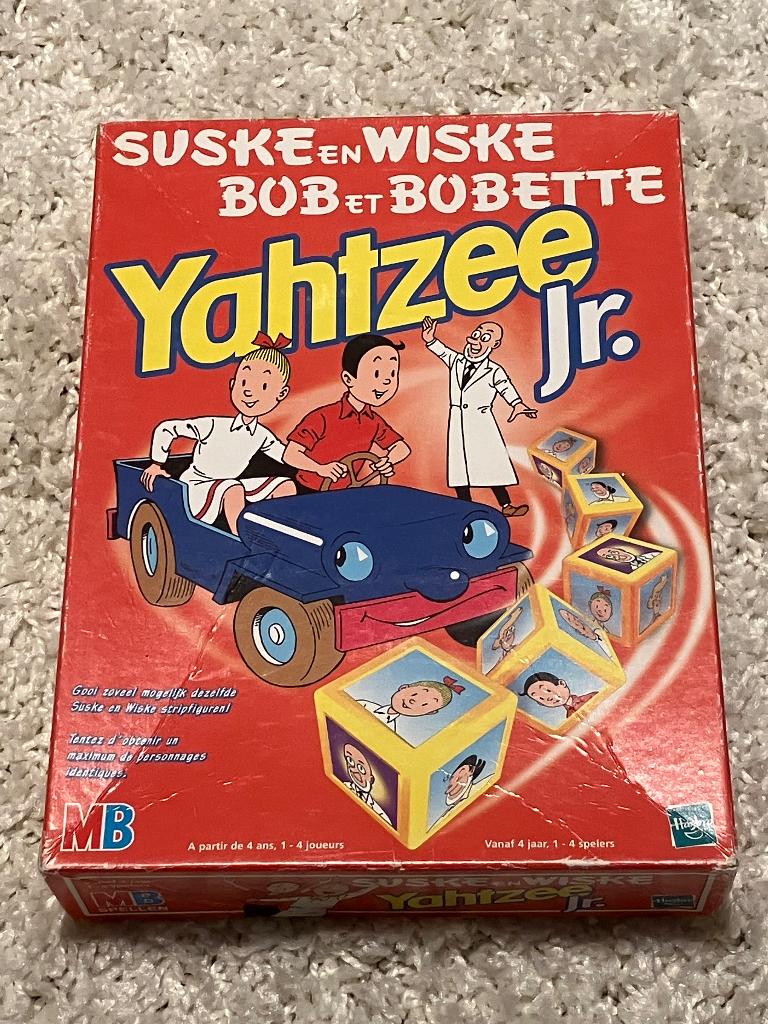 SUSKE EN WISKE
BOB ET BOBETTE
Yahtzee
Jr.
Gooi zoveel mogelijk dezelfde
Suske en Wiske stripfiguren!
Tentez d'obtenir un
maximum de personnages
identiques.
MB
A partir de 4 ans, 1 - 4 joueurs
Vanaf 4 jaar, 1 - 4 spelers
Hasbro
MB
SPELLEN
SUSKE EN WISKE
Yahtzee
Jr.
Hasbro